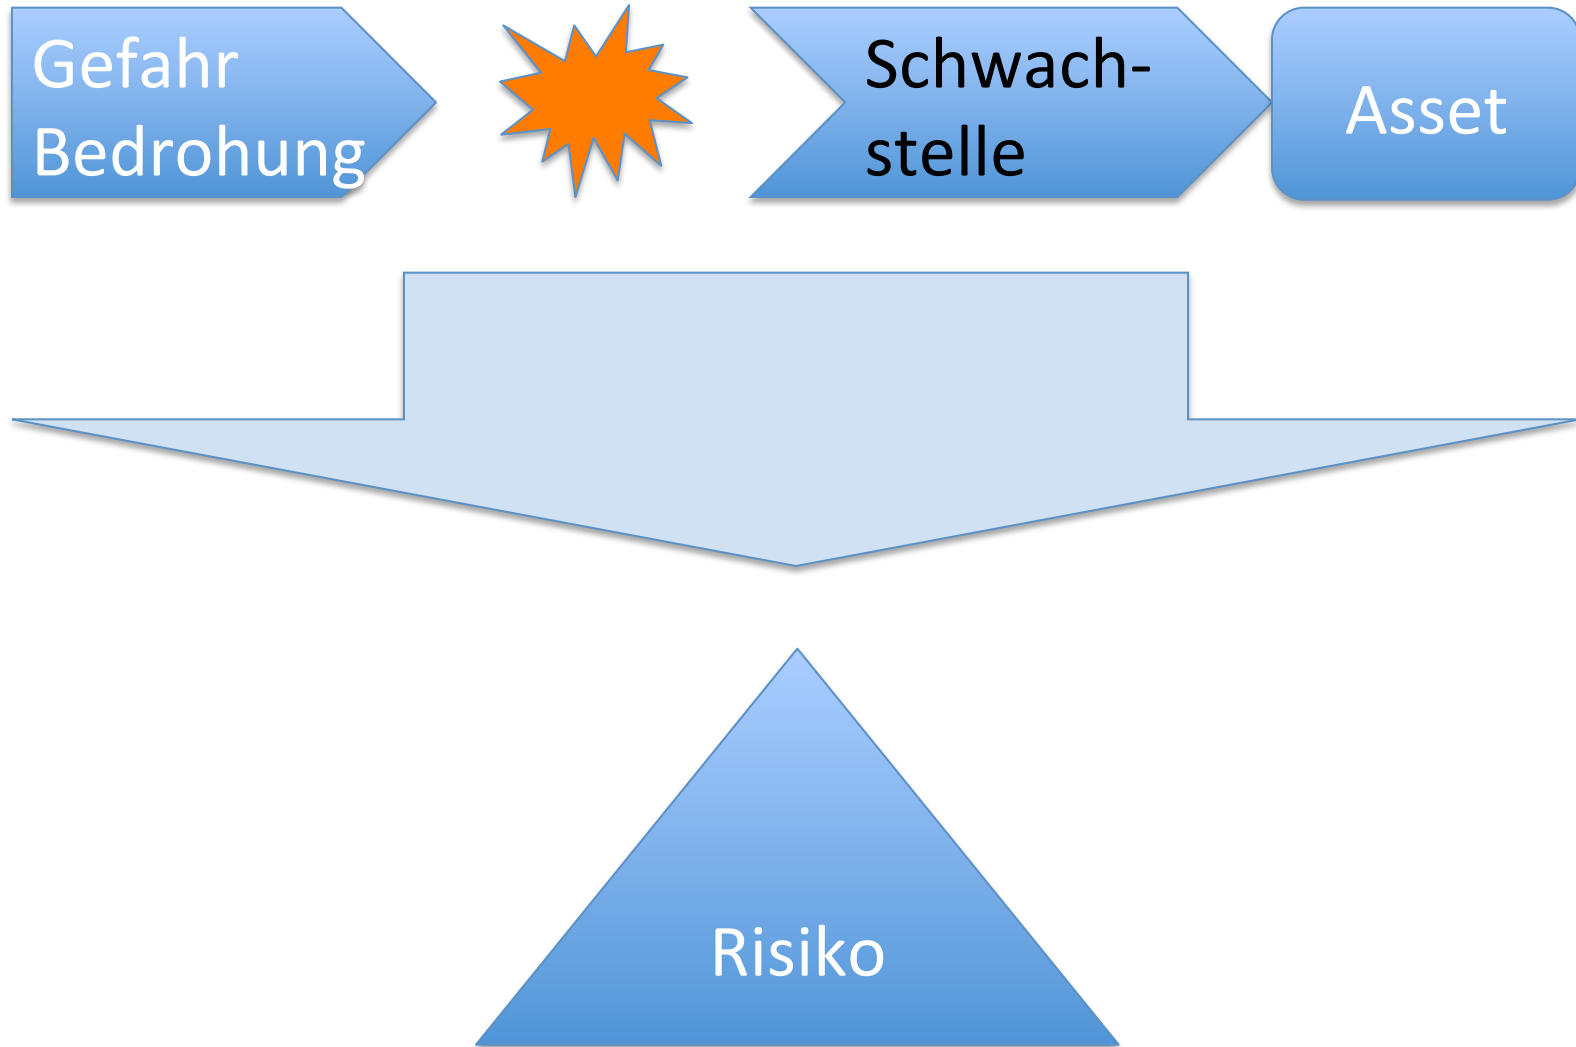 Gefahr
Bedrohung
Schwach-
stelle
Asset
Risiko